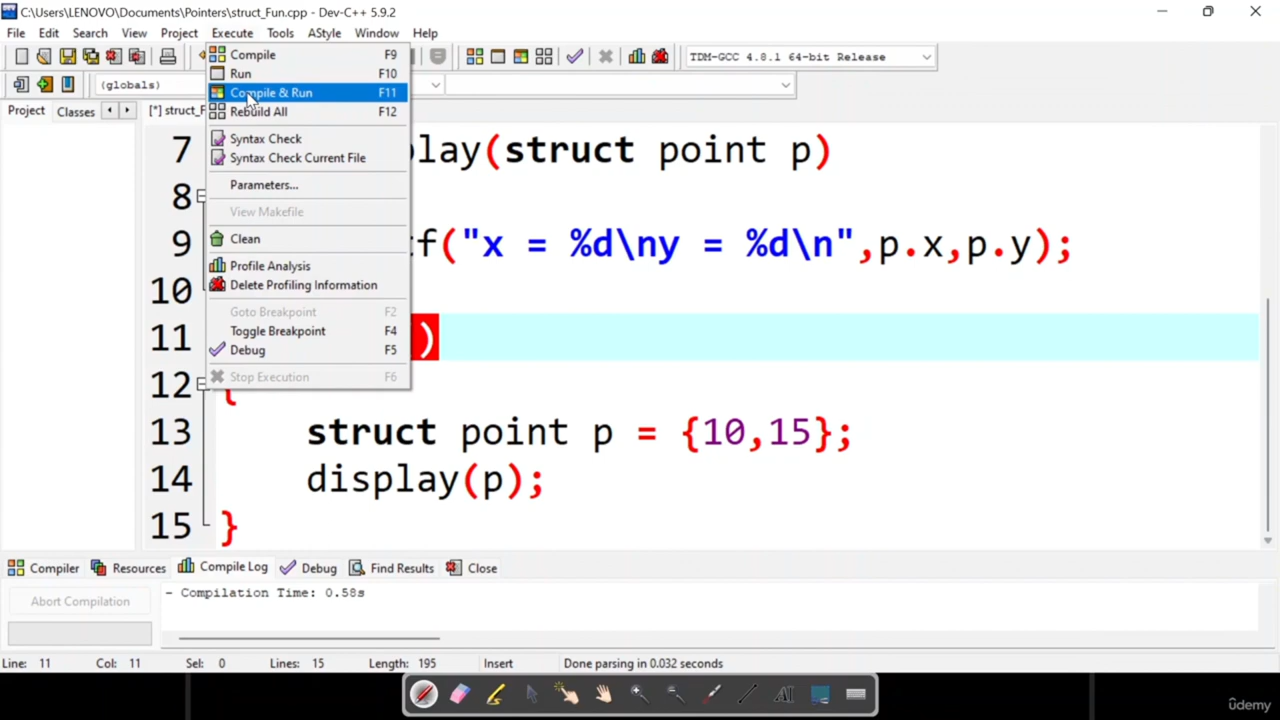 C:\Users\LENOVO\Documents\Pointers\struct_Fun.cpp - Dev-C++ 5.9.2
File Edit Search View Project Execute Tools AStyle Window Help
TDM-GCC 4.8.1 64-bit Release
(globals)
Project Classes [*] struct_F
Compile F9
Run F10
Compile & Run F11
Rebuild All F12
Syntax Check
Syntax Check Current File
Parameters...
View Makefile
Clean
Profile Analysis
Delete Profiling Information
Goto Breakpoint F2
Toggle Breakpoint F4
Debug F5
Stop Execution F6
7 play(struct point p)
8
9 tf("x = %d\ny = %d\n",p.x,p.y);
10
11 )
12 {
13 struct point p = {10,15};
14 display(p);
15 }
Compiler Resources Compile Log Debug Find Results Close
Abort Compilation
- Compilation Time: 0.58s
Line: 11 Col: 11 Sel: 0 Lines: 15 Length: 195 Insert Done parsing in 0.032 seconds
AI
ûdemy